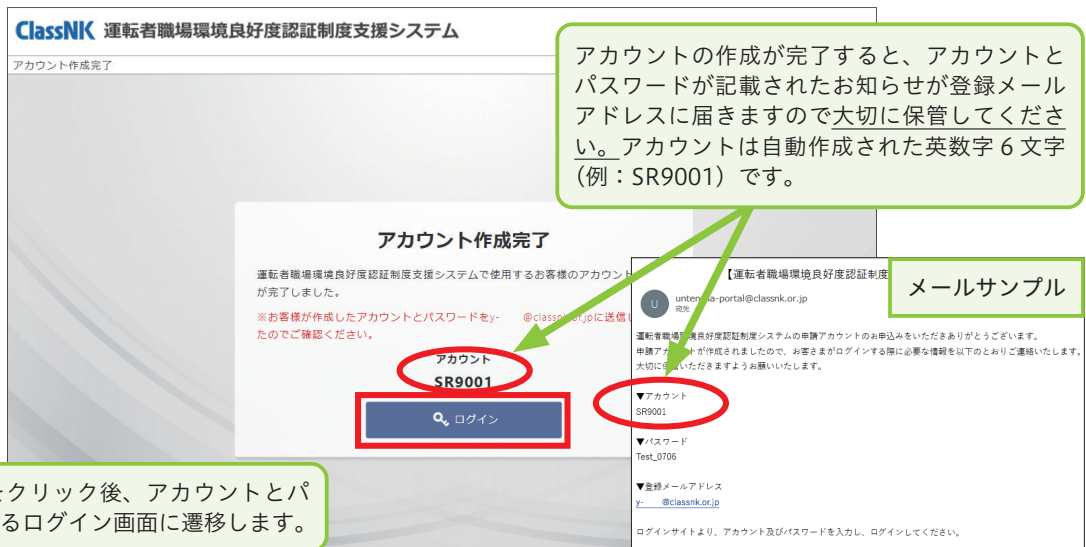 ClassNK 運転者職場環境良好度認証制度支援システム
アカウント作成完了
アカウントの作成が完了すると、アカウントと
パスワードが記載されたお知らせが登録メール
アドレスに届きますので大切に保管してくださ
い。アカウントは自動作成された英数字６文字
(例：SR9001）です。
アカウント作成完了
運転者職場環境良好度認証制度支援システムで使用するお客様のアカウント
が完了しました。
※お客様が作成したアカウントとパスワードをy- @classnk.or.jpに送信し
たのでご確認ください。
アカウント
SR9001
ログイン
クリック後、アカウントとパ
るログイン画面に遷移します。
メールサンプル
【運転者職場環境良好度認証制度
U
-portal@classnk.or.jp
宛先
運転者職場環境良好度認証制度システムの申請アカウントのお申込みをいただきありがとうございます。
申請アカウントが作成されましたので、お客さまがログインする際に必要な情報を以下のとおりご連絡いたします。
大切に保管いただきますようお願いいたします。
▼アカウント
SR9001
▼パスワード
Test_0706
▼登録メールアドレス
y- @classnk.or.jp
ログインサイトより、アカウント及びパスワードを入力し、ログインしてください。